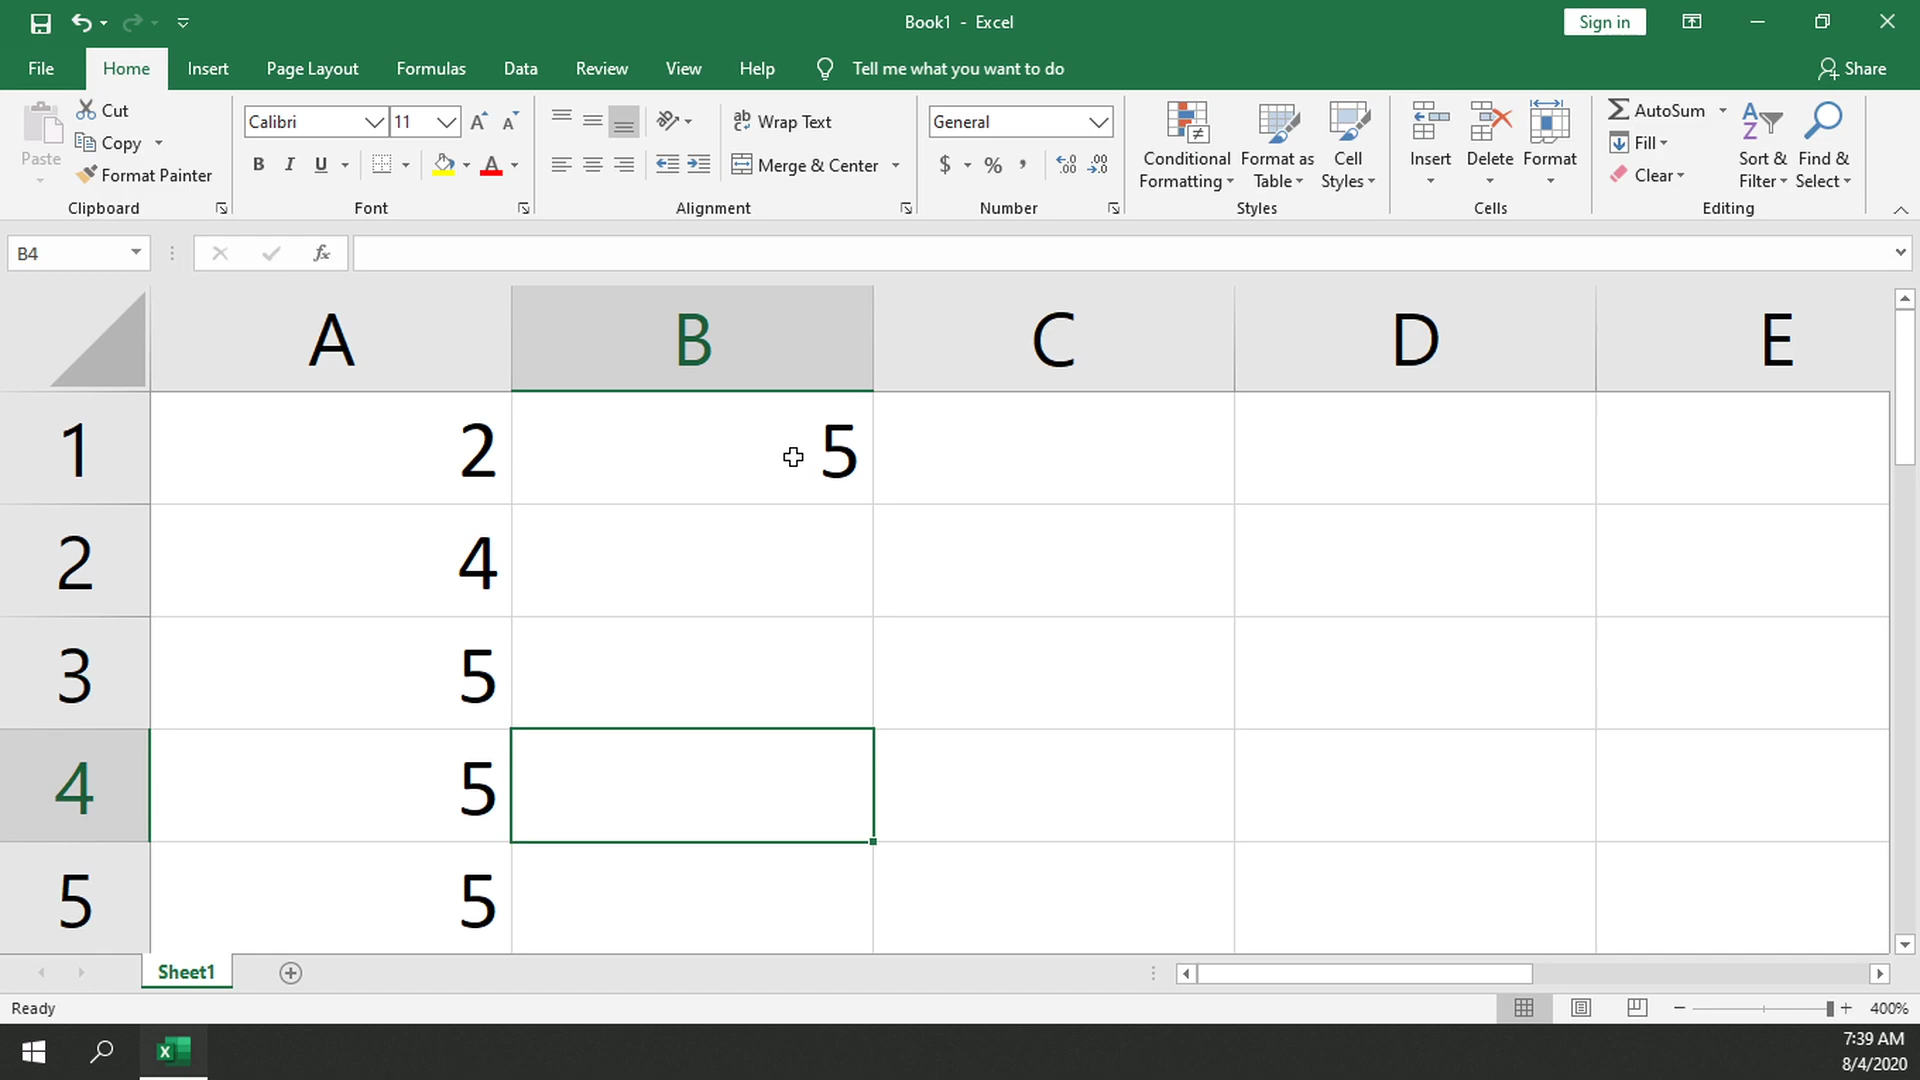 Book1 - Excel
Sign in
File Home Insert Page Layout Formulas Data Review View Help Tell me what you want to do Share
Paste
Cut
Copy
Format Painter
Clipboard
Calibri 11
B I U A
Font
ab Wrap Text
Merge & Center
Alignment
General
$ % ,
Number
Conditional Formatting
Format as Table
Cell Styles
Styles
Insert
Delete
Format
Cells
AutoSum
Fill
Clear
Sort & Filter
Find & Select
Editing
B4 fx
A B C D E
1 2 5
2 4
3 5
4 5
5 5
Sheet1
Ready
400%
7:39 AM
8/4/2020